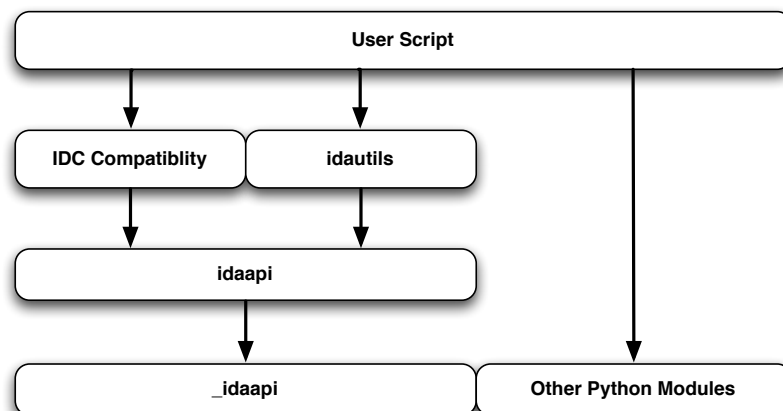 User Script
IDC Compatiblity
idautils
idaapi
_idaapi
Other Python Modules